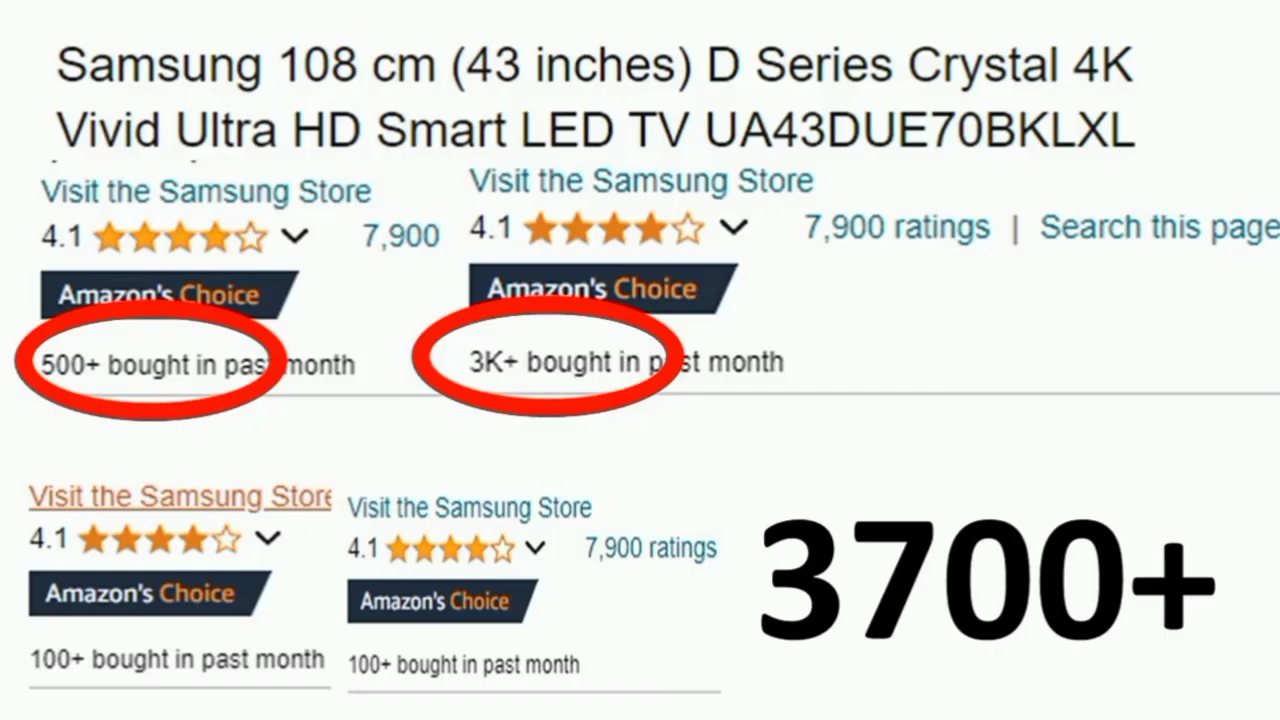 Samsung 108 cm (43 inches) D Series Crystal 4K
Vivid Ultra HD Smart LED TV UA43DUE70BKLXL
Visit the Samsung Store
4.1 7,900
Amazon's Choice
500+ bought in past month
Visit the Samsung Store
4.1 7,900 ratings | Search this page
Amazon's Choice
3K+ bought in past month
Visit the Samsung Store
4.1
Amazon's Choice
100+ bought in past month
Visit the Samsung Store
4.1 7,900 ratings
Amazon's Choice
100+ bought in past month
3700+